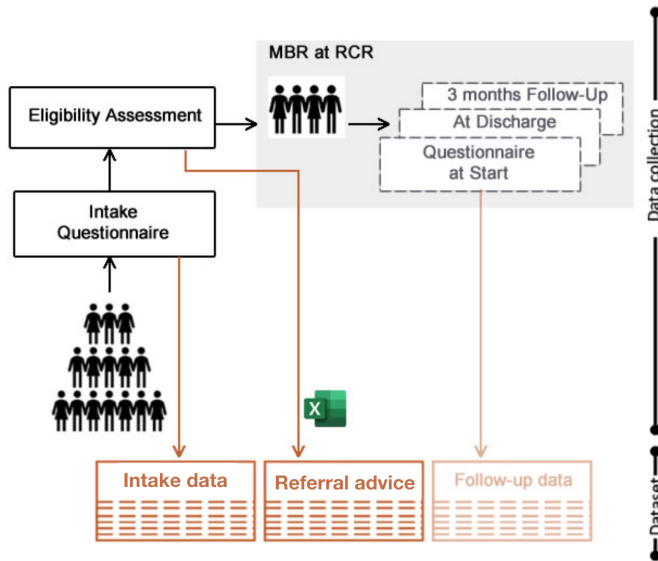 MBR at RCR
Eligibility Assessment
3 months Follow-Up
At Discharge
Questionnaire
at Start
Intake
Questionnaire
Data collection
X
Intake data
Referral advice
Follow-up data
Dataset